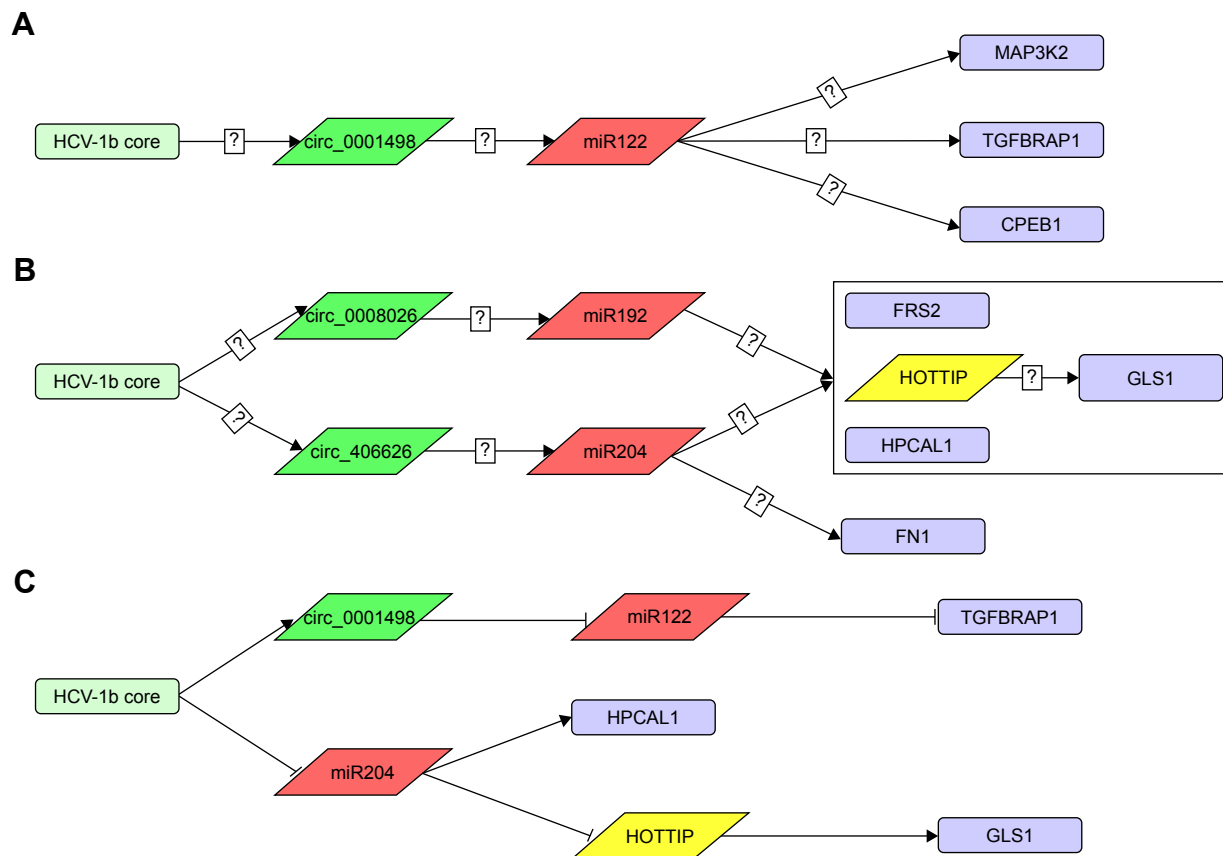 A
MAP3K2
?
HCV-1b core
?
circ_0001498
?
miR122
?
TGFBRAP1
?
CPEB1
B
circ_0008026
?
miR192
?
FRS2
?
HCV-1b core
HOTTIP
?
GLS1
?
?
circ_406626
?
miR204
HPCAL1
?
FN1
C
circ_0001498
miR122
TGFBRAP1
HCV-1b core
HPCAL1
miR204
HOTTIP
GLS1